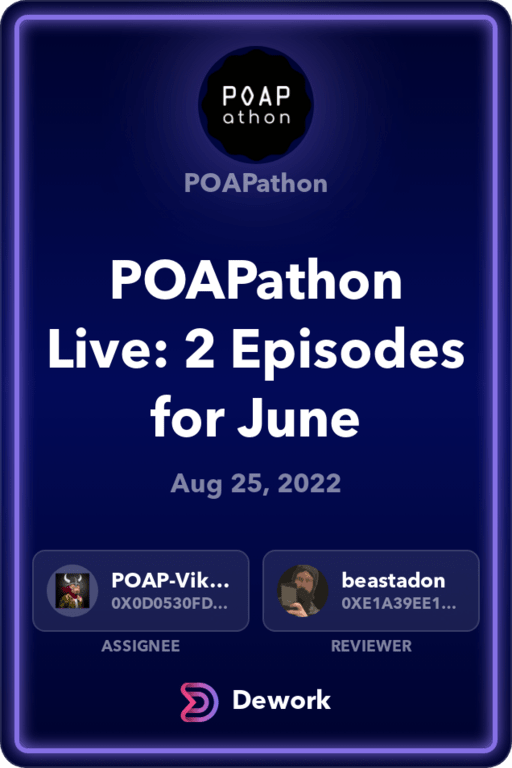 POAP
athon
POAPathon
POAPathon
Live: 2 Episodes
for June
Aug 25, 2022
POAP-Vik...
0X0D0530FD...
ASSIGNEE
beastadon
0XE1A39EE1...
REVIEWER
Dework